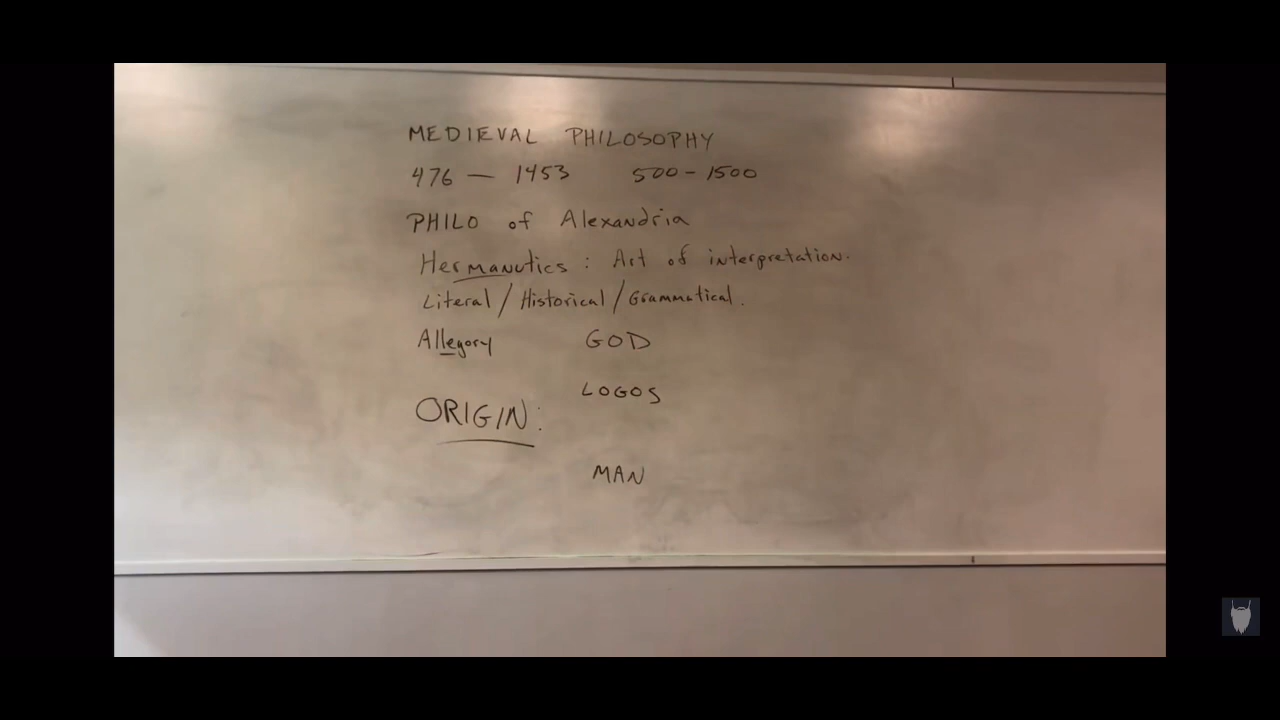 MEDIEVAL PHILOSOPHY
476 — 1453 500-1500
PHILO of Alexandria
Hermanutics : Art of interpretation.
Literal / Historical / Grammatical.
Allegory GOD
LOGOS
ORIGIN:
MAN